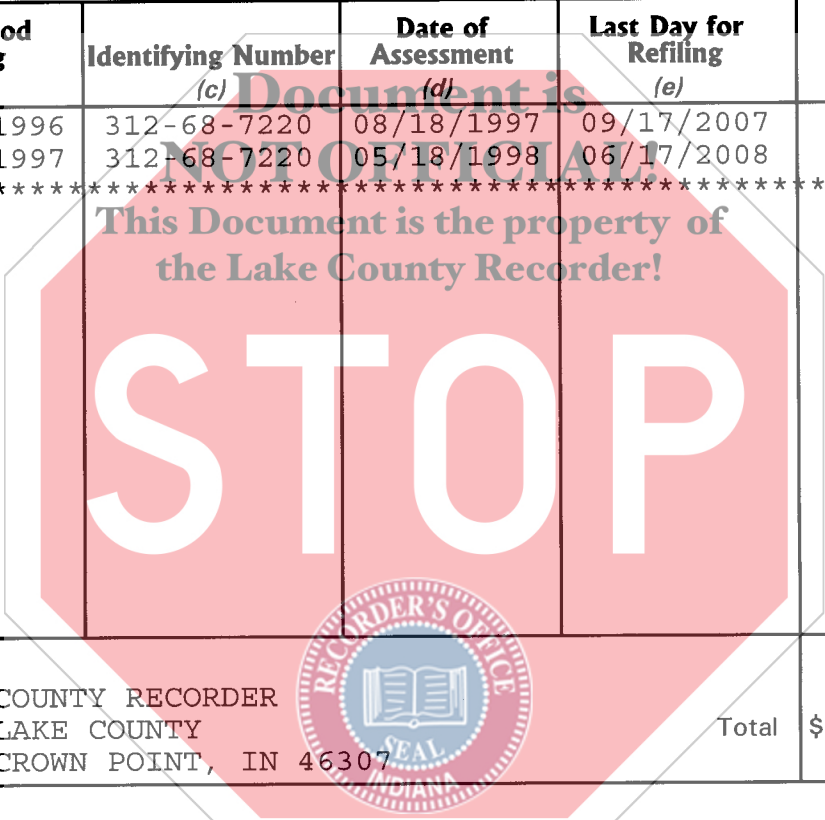 od Date of Last Day for
g Identifying Number Assessment Refiling
(c) (d) (e)
Document is
1996 312-68-7220 08/18/1997 09/17/2007
NOT OFFICIAL!
1997 312-68-7220 05/18/1998 06/17/2008
********************************************
This Document is the property of
the Lake County Recorder!
STOP
RECORDER'S OFFICE
SEAL
INDIANA
COUNTY RECORDER
LAKE COUNTY
Total $
CROWN POINT, IN 46307